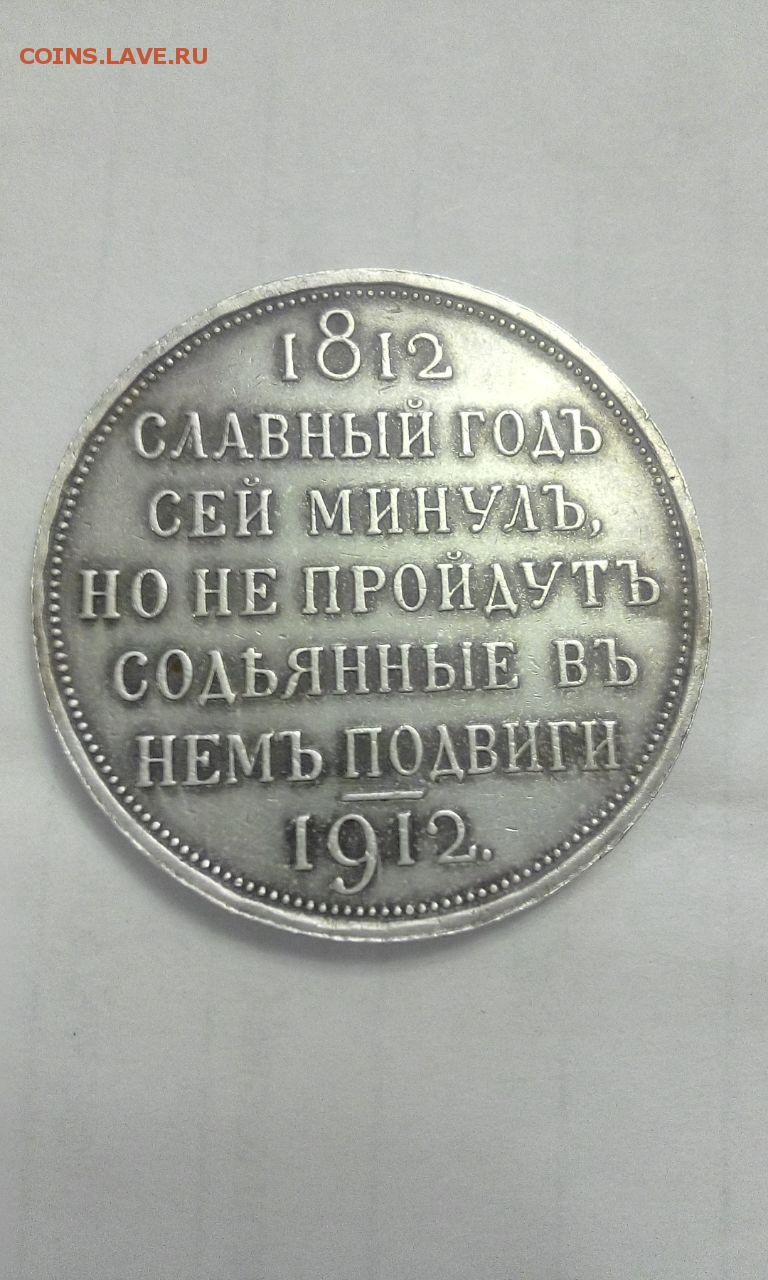 COINS.LAVE.RU
1812
СЛАВНЫЙ ГОДЪ
СЕЙ МИНУЛЪ,
НО НЕ ПРОЙДУТЪ
СОДѢЯННЫЕ ВЪ
НЕМЪ ПОДВИГИ
1912.